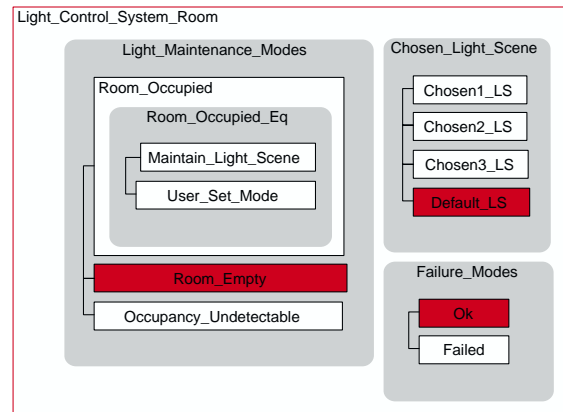 Light_Control_System_Room
Light_Maintenance_Modes
Room_Occupied
Room_Occupied_Eq
Maintain_Light_Scene
User_Set_Mode
Room_Empty
Occupancy_Undetectable
Chosen_Light_Scene
Chosen1_LS
Chosen2_LS
Chosen3_LS
Default_LS
Failure_Modes
Ok
Failed